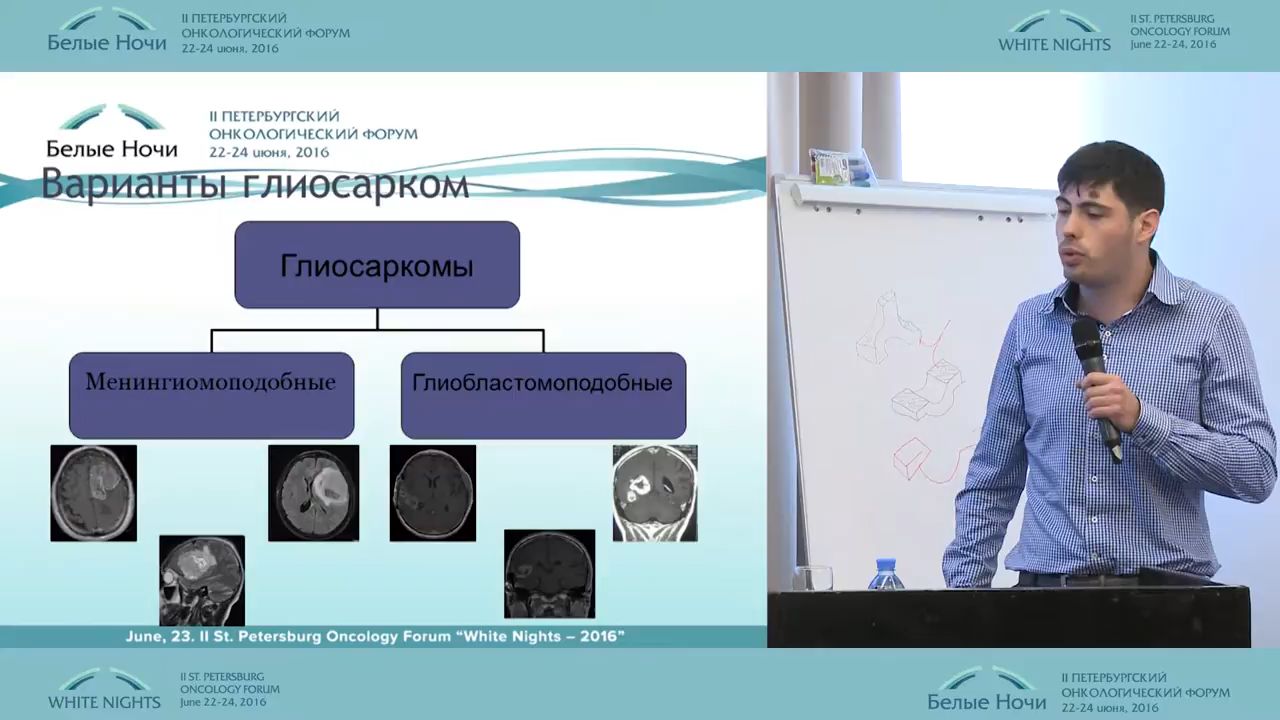 Белые Ночи
II ПЕТЕРБУРГСКИЙ
ОНКОЛОГИЧЕСКИЙ ФОРУМ
22-24 июня, 2016
WHITE NIGHTS
II ST. PETERSBURG
ONCOLOGY FORUM
June 22-24, 2016
Белые Ночи
II ПЕТЕРБУРГСКИЙ
ОНКОЛОГИЧЕСКИЙ ФОРУМ
22-24 июня, 2016
Варианты глиосарком
Глиосаркомы
Менингиомоподобные
Глиобластомоподобные
June, 23. II St. Petersburg Oncology Forum “White Nights – 2016”
WHITE NIGHTS
II ST. PETERSBURG
ONCOLOGY FORUM
June 22-24, 2016
Белые Ночи
II ПЕТЕРБУРГСКИЙ
ОНКОЛОГИЧЕСКИЙ ФОРУМ
22-24 июня, 2016